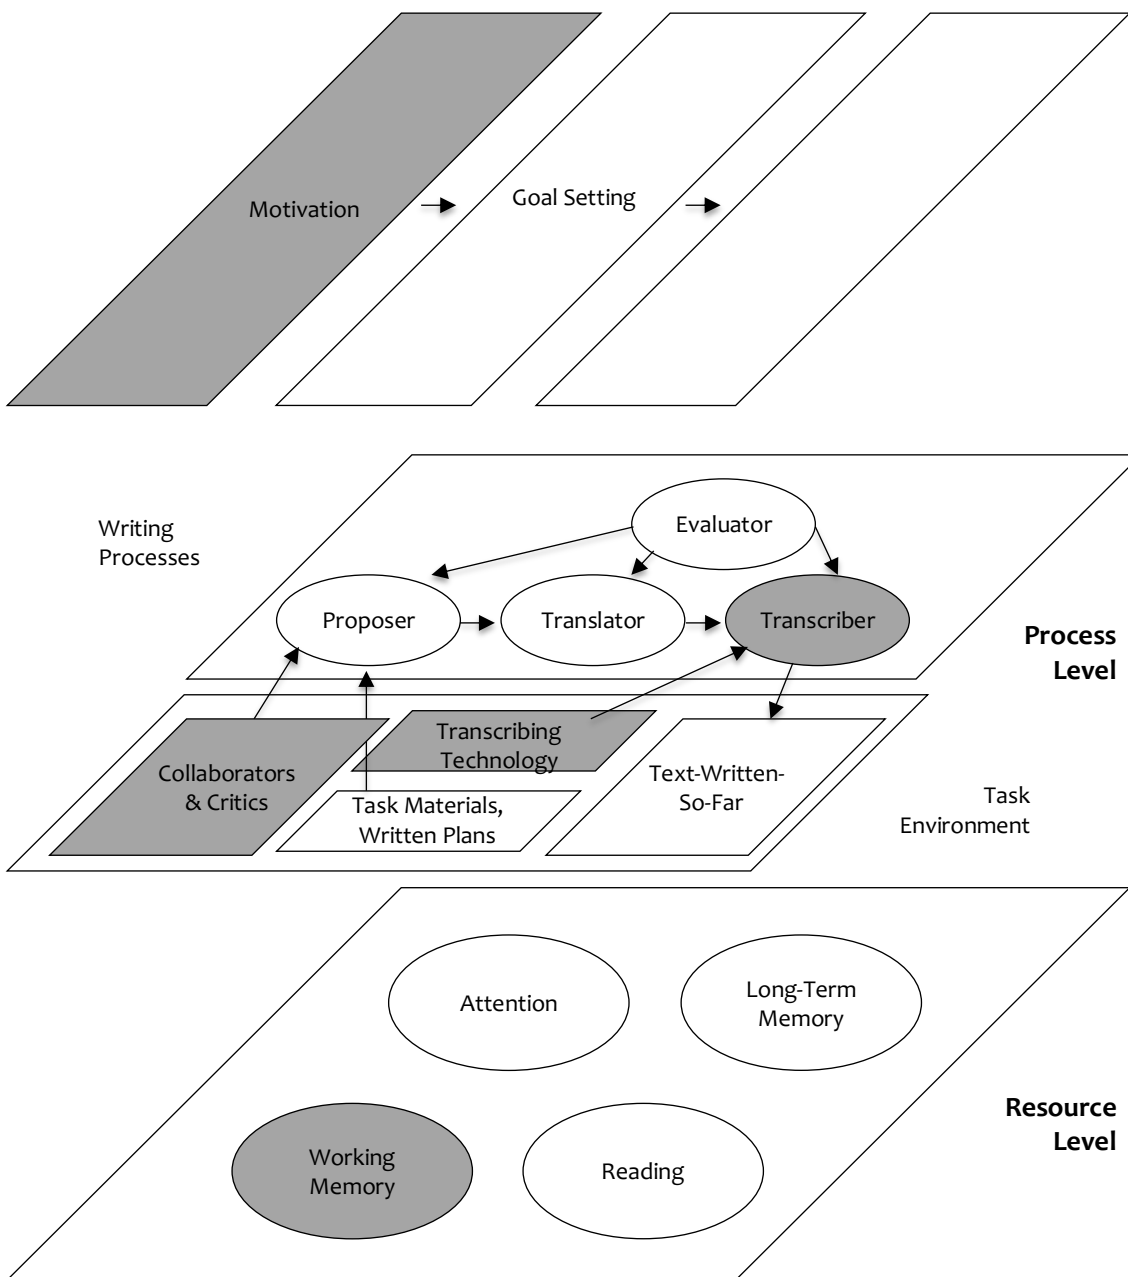 Motivation
Goal Setting
Writing
Processes
Evaluator
Proposer
Translator
Transcriber
Process
Level
Collaborators
& Critics
Transcribing
Technology
Task Materials,
Written Plans
Text-Written-
So-Far
Task
Environment
Attention
Long-Term
Memory
Resource
Level
Working
Memory
Reading